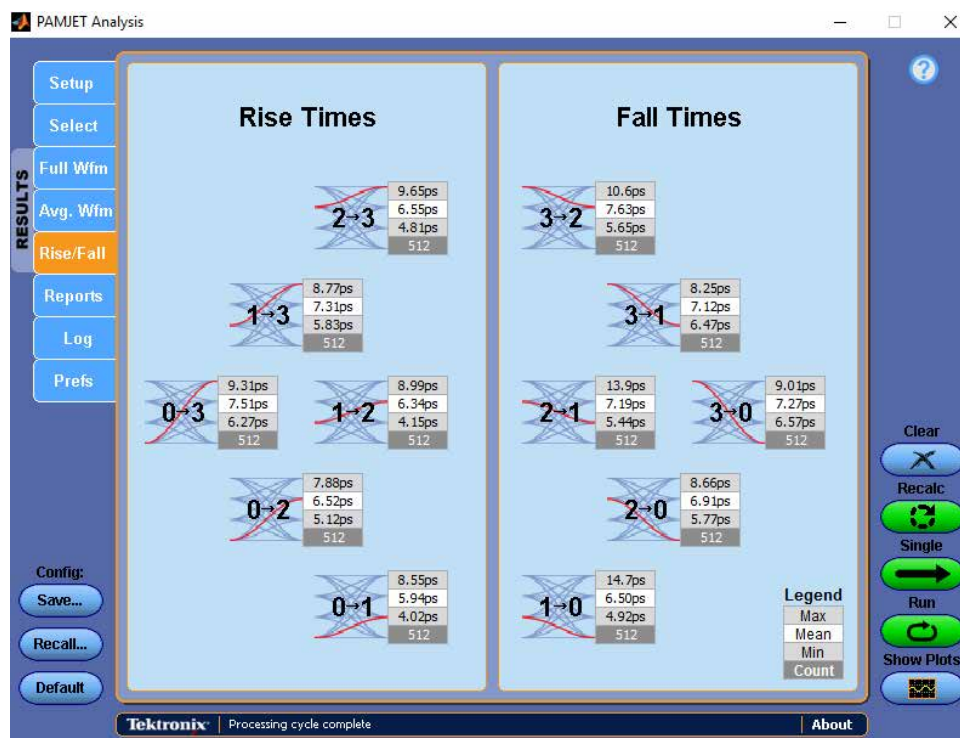 PAMJET Analysis
RESULTS
Setup
Select
Full Wfm
Avg. Wfm
Rise/Fall
Reports
Log
Prefs
Config:
Save...
Recall...
Default
Rise Times
2→3
9.65ps
6.55ps
4.81ps
512
1→3
8.77ps
7.31ps
5.83ps
512
0→3
9.31ps
7.51ps
6.27ps
512
1→2
8.99ps
6.34ps
4.15ps
512
0→2
7.88ps
6.52ps
5.12ps
512
0→1
8.55ps
5.94ps
4.02ps
512
Fall Times
3→2
10.6ps
7.63ps
5.65ps
512
3→1
8.25ps
7.12ps
6.47ps
512
2→1
13.9ps
7.19ps
5.44ps
512
3→0
9.01ps
7.27ps
6.57ps
512
2→0
8.66ps
6.91ps
5.77ps
512
1→0
14.7ps
6.50ps
4.92ps
512
Legend
Max
Mean
Min
Count
?
Clear
Recalc
Single
Run
Show Plots
Tektronix
Processing cycle complete
About